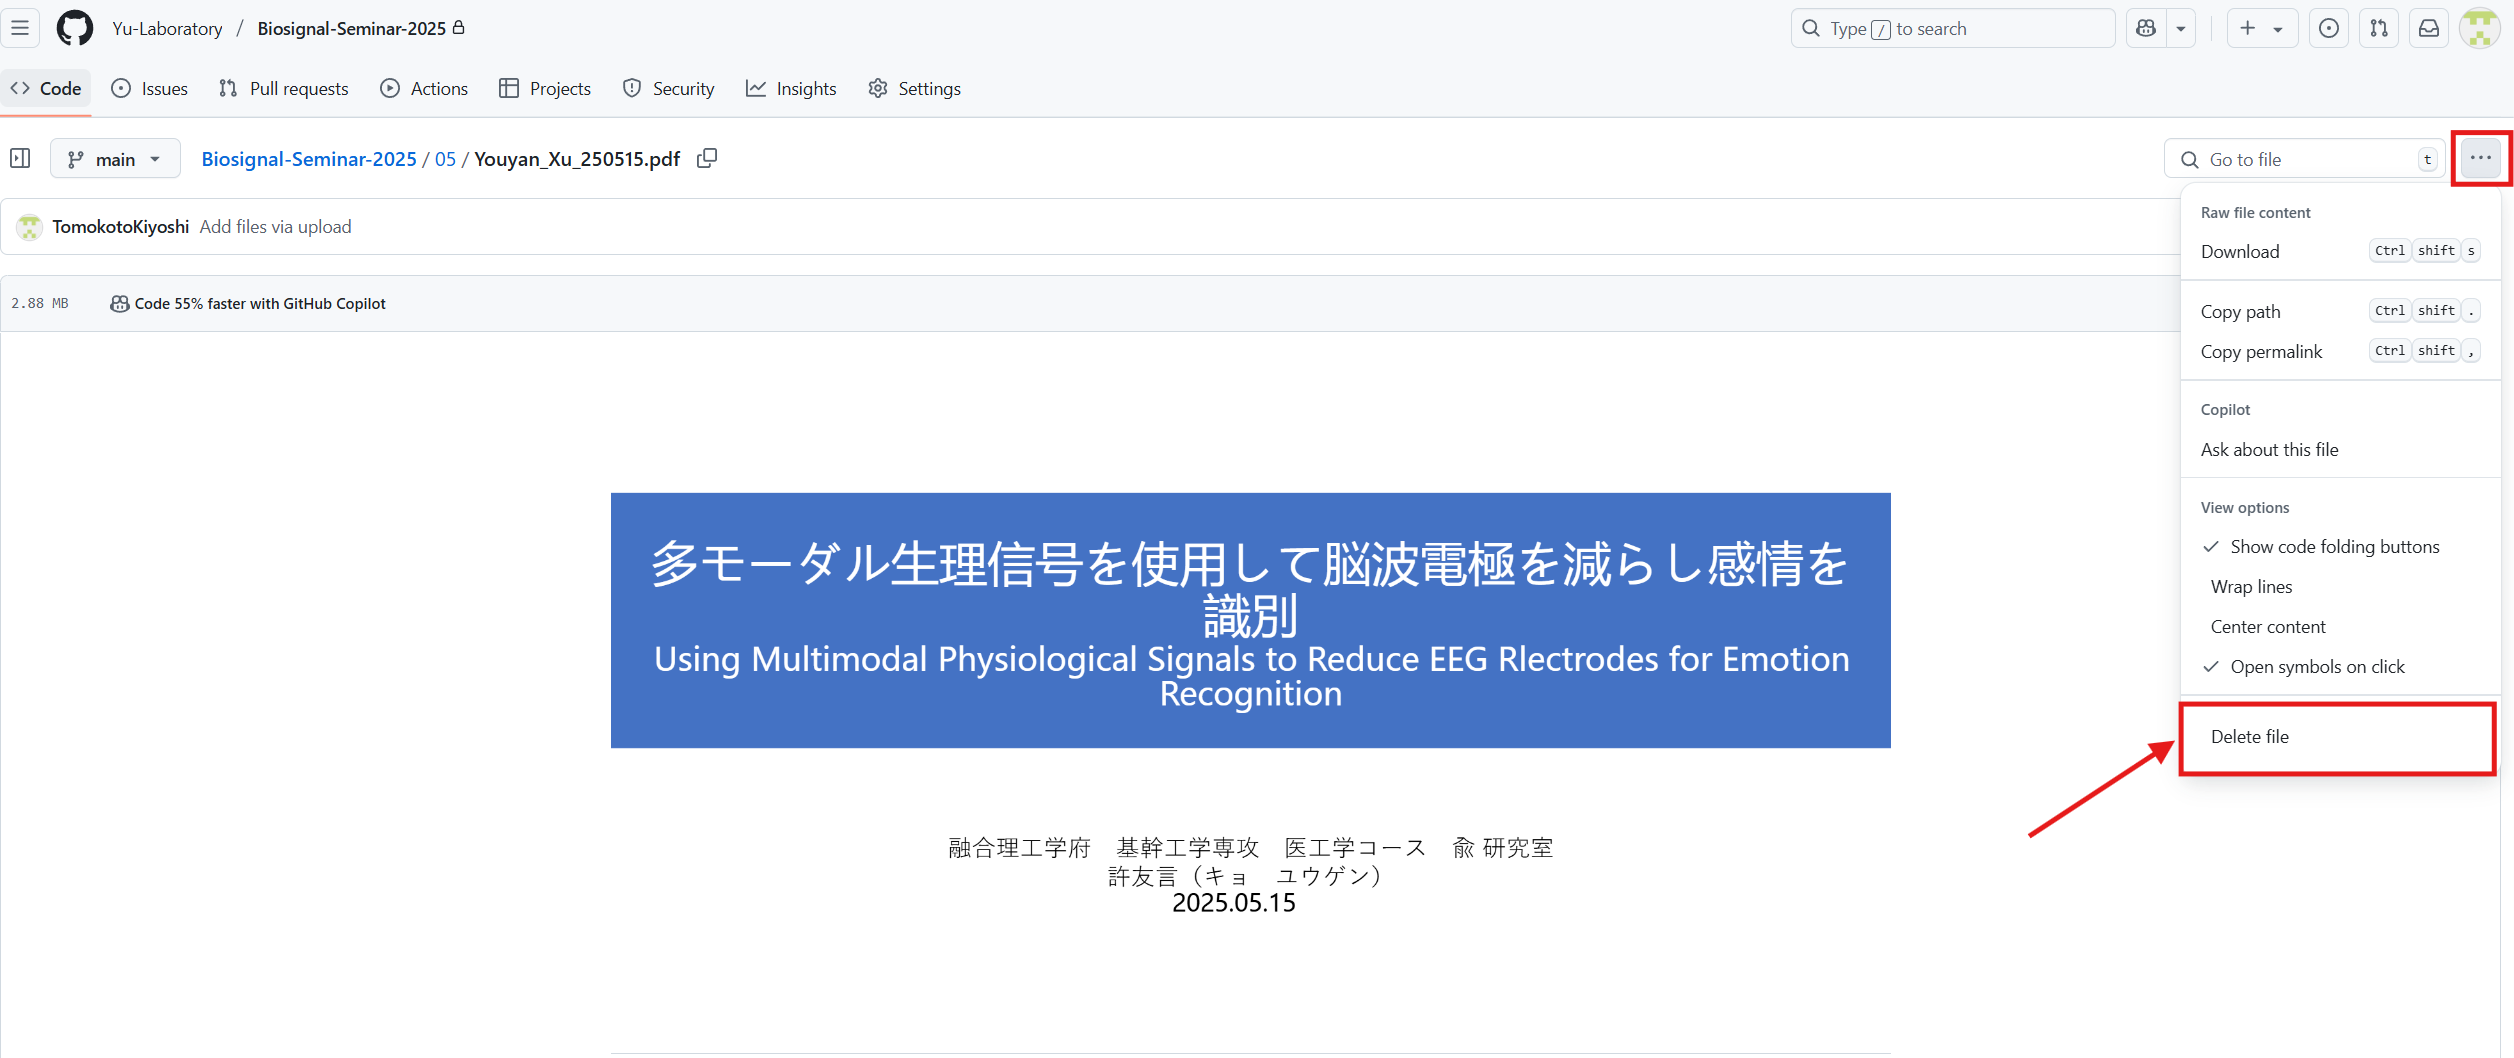 Yu-Laboratory / Biosignal-Seminar-2025
Type / to search
Code
Issues
Pull requests
Actions
Projects
Security
Insights
Settings
main
Biosignal-Seminar-2025 / 05 / Youyan_Xu_250515.pdf
Go to file
t
TomokotoKiyoshi Add files via upload
2.88 MB
Code 55% faster with GitHub Copilot
Raw file content
Download Ctrl shift s
Copy path Ctrl shift .
Copy permalink Ctrl shift ,
Copilot
Ask about this file
View options
Show code folding buttons
Wrap lines
Center content
Open symbols on click
Delete file
多モーダル生理信号を使用して脳波電極を減らし感情を
識別
Using Multimodal Physiological Signals to Reduce EEG Rlectrodes for Emotion
Recognition
融合理工学府　基幹工学専攻　医工学コース　兪 研究室
許友言（キョ　ユウゲン）
2025.05.15